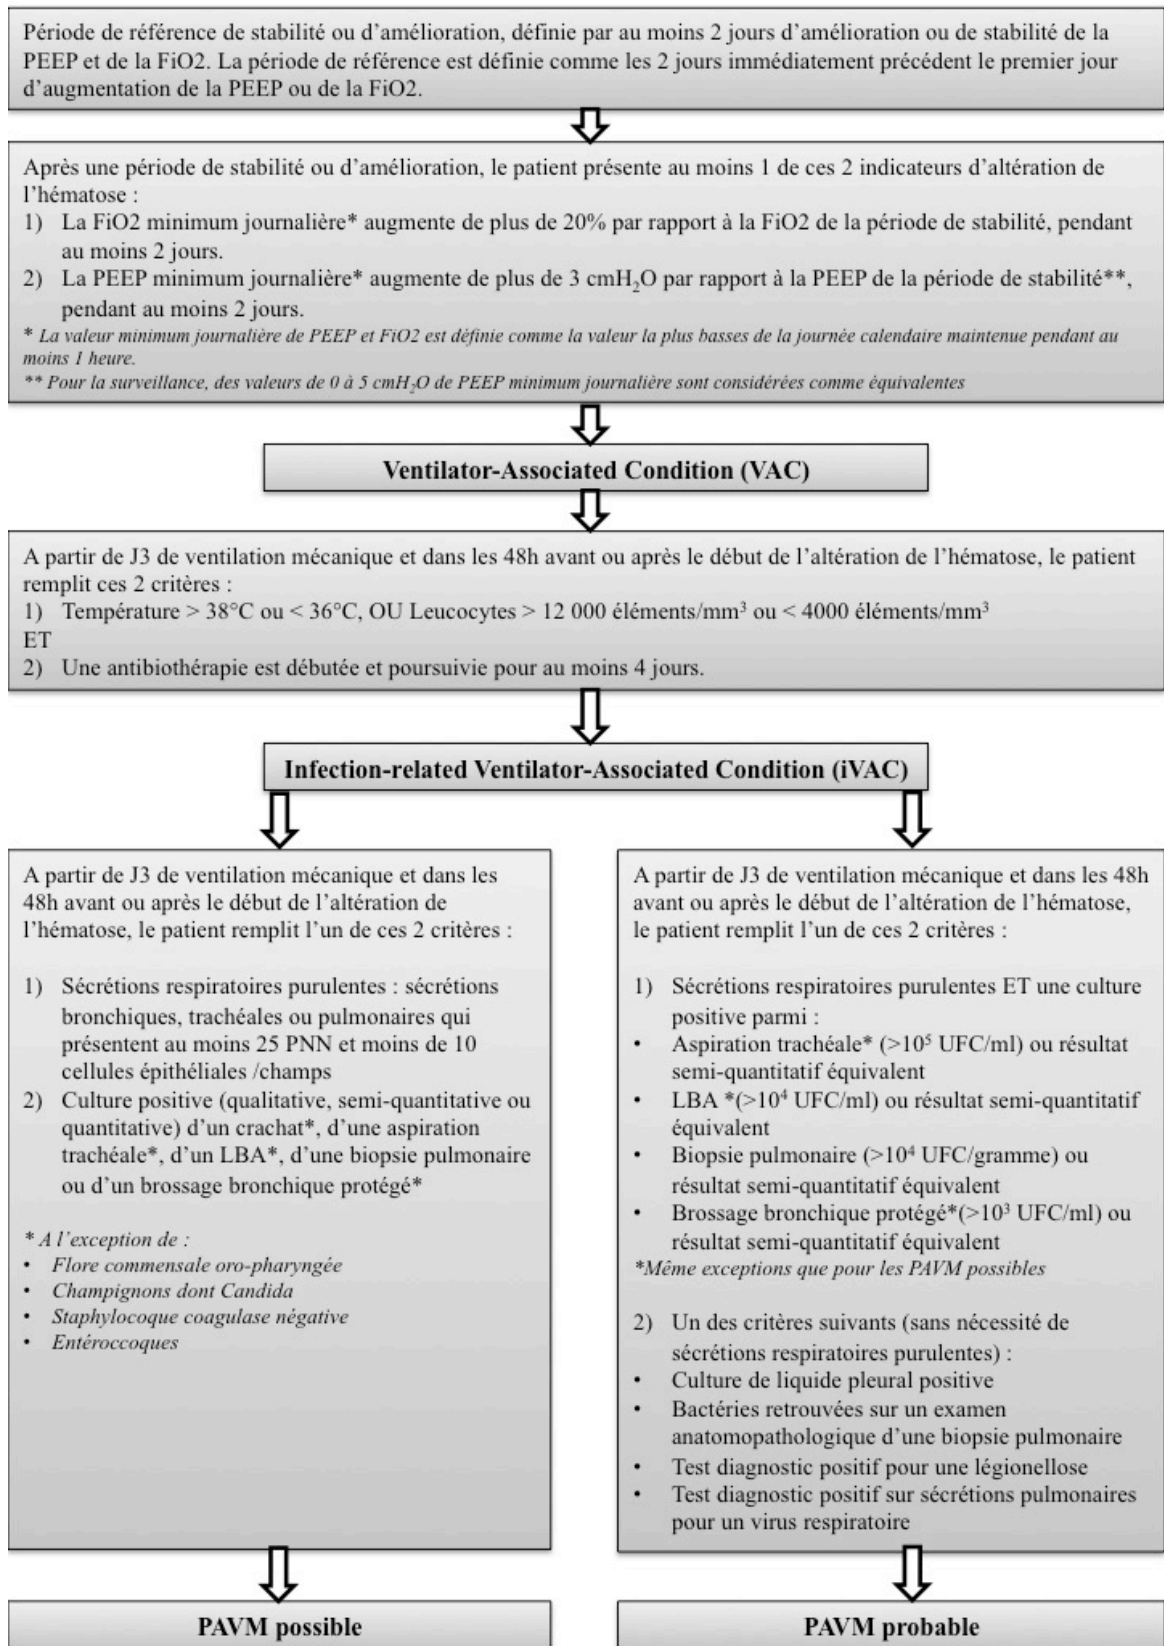 Période de référence de stabilité ou d’amélioration, définie par au moins 2 jours d’amélioration ou de stabilité de la
PEEP et de la FiO2. La période de référence est définie comme les 2 jours immédiatement précédent le premier jour
d’augmentation de la PEEP ou de la FiO2.
Après une période de stabilité ou d’amélioration, le patient présente au moins 1 de ces 2 indicateurs d’altération de
l’hématose :
1) La FiO2 minimum journalière* augmente de plus de 20% par rapport à la FiO2 de la période de stabilité, pendant
au moins 2 jours.
2) La PEEP minimum journalière* augmente de plus de 3 cmH₂O par rapport à la PEEP de la période de stabilité**,
pendant au moins 2 jours.
* La valeur minimum journalière de PEEP et FiO2 est définie comme la valeur la plus basses de la journée calendaire maintenue pendant au
moins 1 heure.
** Pour la surveillance, des valeurs de 0 à 5 cmH₂O de PEEP minimum journalière sont considérées comme équivalentes
Ventilator-Associated Condition (VAC)
A partir de J3 de ventilation mécanique et dans les 48h avant ou après le début de l’altération de l’hématose, le patient
remplit ces 2 critères :
1) Température > 38°C ou < 36°C, OU Leucocytes > 12 000 éléments/mm³ ou < 4000 éléments/mm³
ET
2) Une antibiothérapie est débutée et poursuivie pour au moins 4 jours.
Infection-related Ventilator-Associated Condition (iVAC)
A partir de J3 de ventilation mécanique et dans les
48h avant ou après le début de l’altération de
l’hématose, le patient remplit l’un de ces 2 critères :
1) Sécrétions respiratoires purulentes : sécrétions
bronchiques, trachéales ou pulmonaires qui
présentent au moins 25 PNN et moins de 10
cellules épithéliales /champs
2) Culture positive (qualitative, semi-quantitative ou
quantitative) d’un crachat*, d’une aspiration
trachéale*, d’un LBA*, d’une biopsie pulmonaire
ou d’un brossage bronchique protégé*
* A l’exception de :
• Flore commensale oro-pharyngée
• Champignons dont Candida
• Staphylocoque coagulase négative
• Entéroccoques
PAVM possible
A partir de J3 de ventilation mécanique et dans les 48h
avant ou après le début de l’altération de l’hématose,
le patient remplit l’un de ces 2 critères :
1) Sécrétions respiratoires purulentes ET une culture
positive parmi :
• Aspiration trachéale* (>10⁵ UFC/ml) ou résultat
semi-quantitatif équivalent
• LBA *(>10⁴ UFC/ml) ou résultat semi-quantitatif
équivalent
• Biopsie pulmonaire (>10⁴ UFC/gramme) ou
résultat semi-quantitatif équivalent
• Brossage bronchique protégé*(>10³ UFC/ml) ou
résultat semi-quantitatif équivalent
*Même exceptions que pour les PAVM possibles
2) Un des critères suivants (sans nécessité de
sécrétions respiratoires purulentes) :
• Culture de liquide pleural positive
• Bactéries retrouvées sur un examen
anatomopathologique d’une biopsie pulmonaire
• Test diagnostic positif pour une légionellose
• Test diagnostic positif sur sécrétions pulmonaires
pour un virus respiratoire
PAVM probable